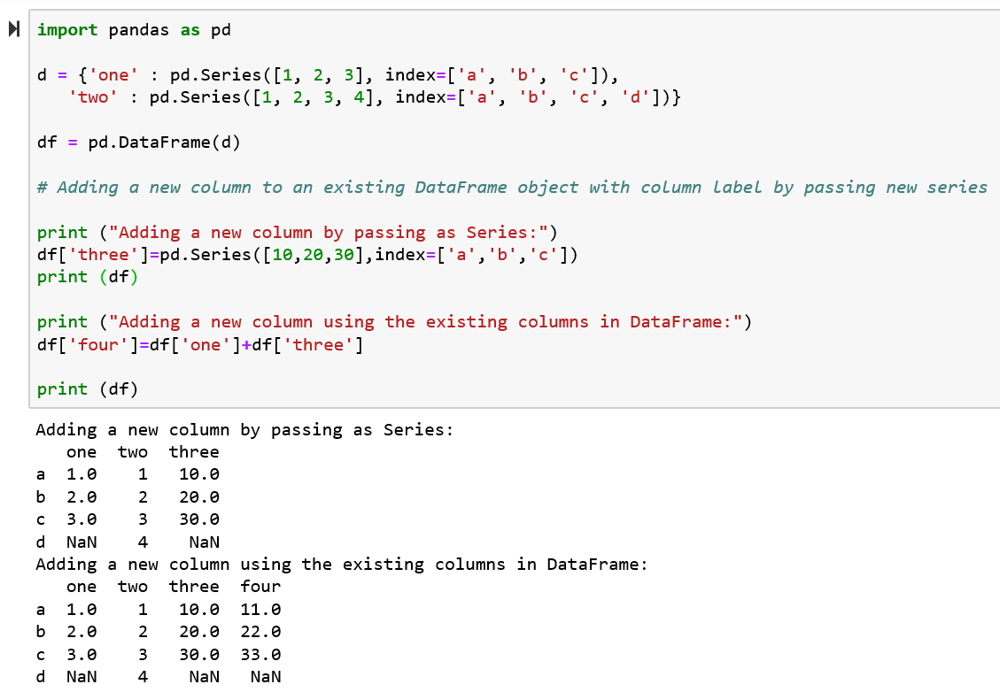 import pandas as pd
d = {'one' : pd.Series([1, 2, 3], index=['a', 'b', 'c']),
   'two' : pd.Series([1, 2, 3, 4], index=['a', 'b', 'c', 'd'])}
df = pd.DataFrame(d)
# Adding a new column to an existing DataFrame object with column label by passing new series
print ("Adding a new column by passing as Series:")
df['three']=pd.Series([10,20,30],index=['a','b','c'])
print (df)
print ("Adding a new column using the existing columns in DataFrame:")
df['four']=df['one']+df['three']
print (df)
Adding a new column by passing as Series:
   one  two  three
a  1.0    1   10.0
b  2.0    2   20.0
c  3.0    3   30.0
d  NaN    4    NaN
Adding a new column using the existing columns in DataFrame:
   one  two  three  four
a  1.0    1   10.0  11.0
b  2.0    2   20.0  22.0
c  3.0    3   30.0  33.0
d  NaN    4    NaN   NaN